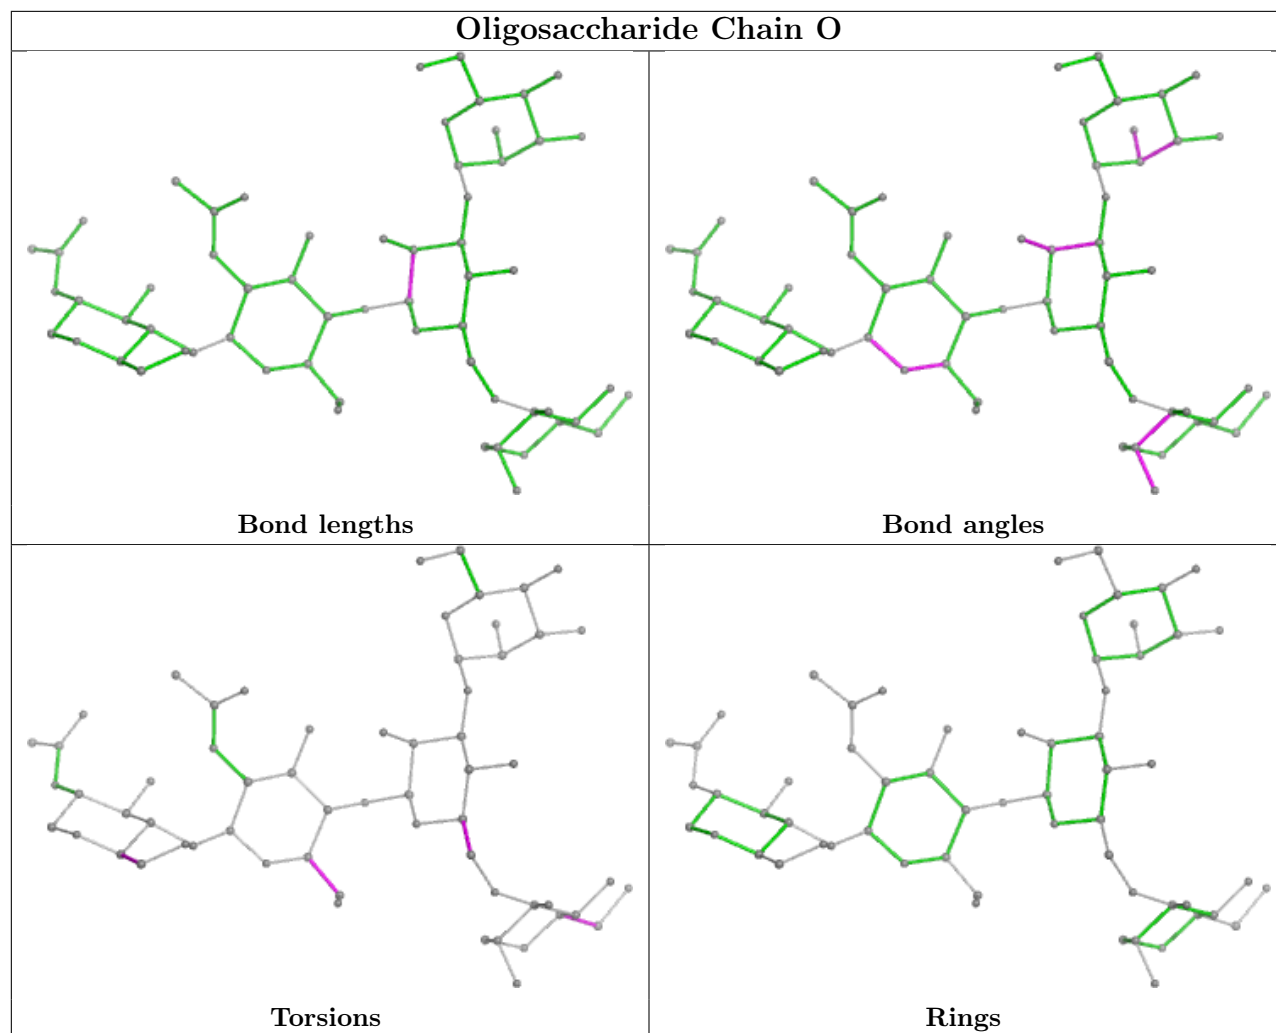 Oligosaccharide Chain O
Bond lengths
Bond angles
Torsions
Rings